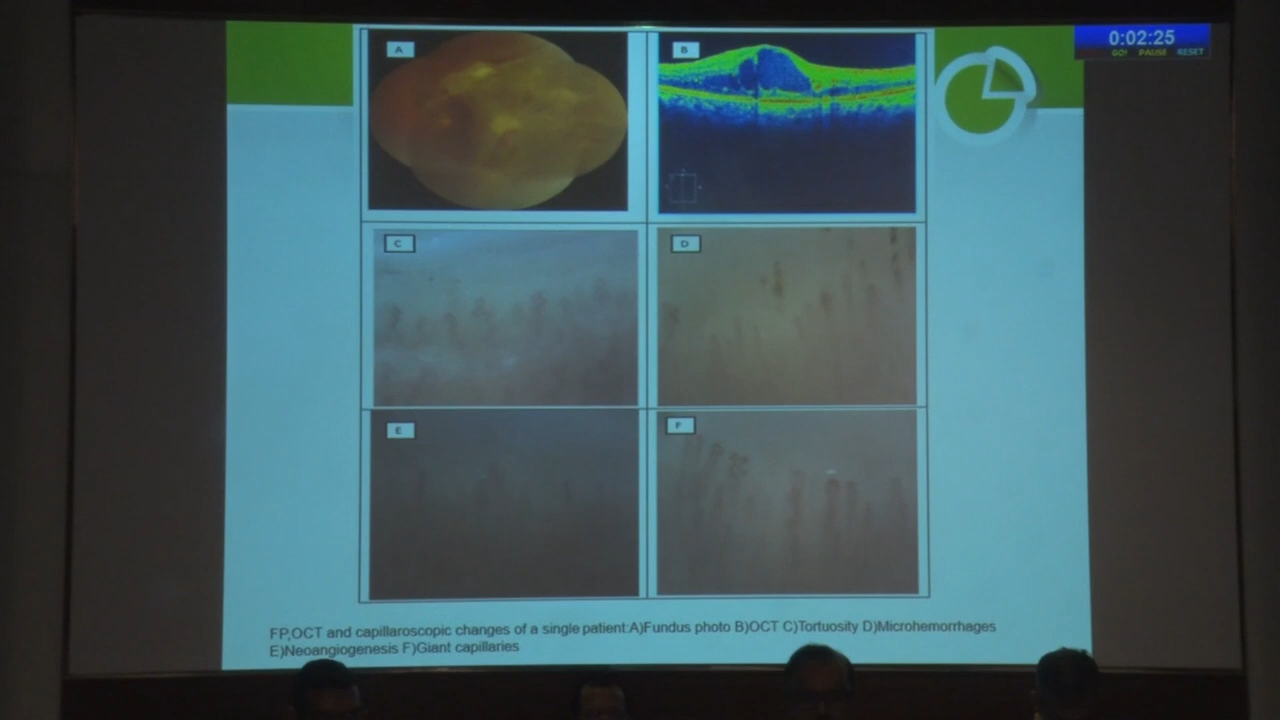 0:02:25
GO! PAUSE RESET
A
B
C
D
E
F
FP,OCT and capillaroscopic changes of a single patient:A)Fundus photo B)OCT C)Tortuosity D)Microhemorrhages
E)Neoangiogenesis F)Giant capillaries